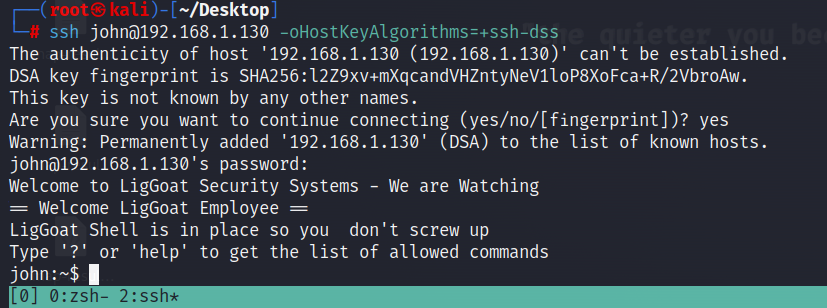 ┌──(root㉿kali)-[~/Desktop]
└─# ssh john@192.168.1.130 -oHostKeyAlgorithms=+ssh-dss
The authenticity of host '192.168.1.130 (192.168.1.130)' can't be established.
DSA key fingerprint is SHA256:l2Z9xv+mXqcandVHZntyNeV1loP8XoFca+R/2VbroAw.
This key is not known by any other names.
Are you sure you want to continue connecting (yes/no/[fingerprint])? yes
Warning: Permanently added '192.168.1.130' (DSA) to the list of known hosts.
john@192.168.1.130's password:
Welcome to LigGoat Security Systems - We are Watching
== Welcome LigGoat Employee ==
LigGoat Shell is in place so you  don't screw up
Type '?' or 'help' to get the list of allowed commands
john:~$
[0] 0:zsh- 2:ssh*